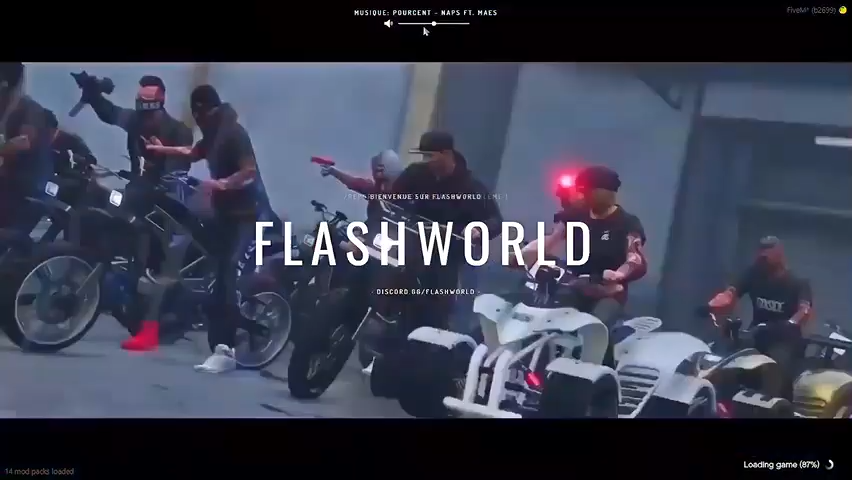 MUSIQUE: POURCENT - NAPS FT. MAES
FiveM* (b2699)
BIENVENUE SUR FLASHWORLD
FLASHWORLD
- DISCORD.GG/FLASHWORLD -
14 mod packs loaded
Loading game (87%)